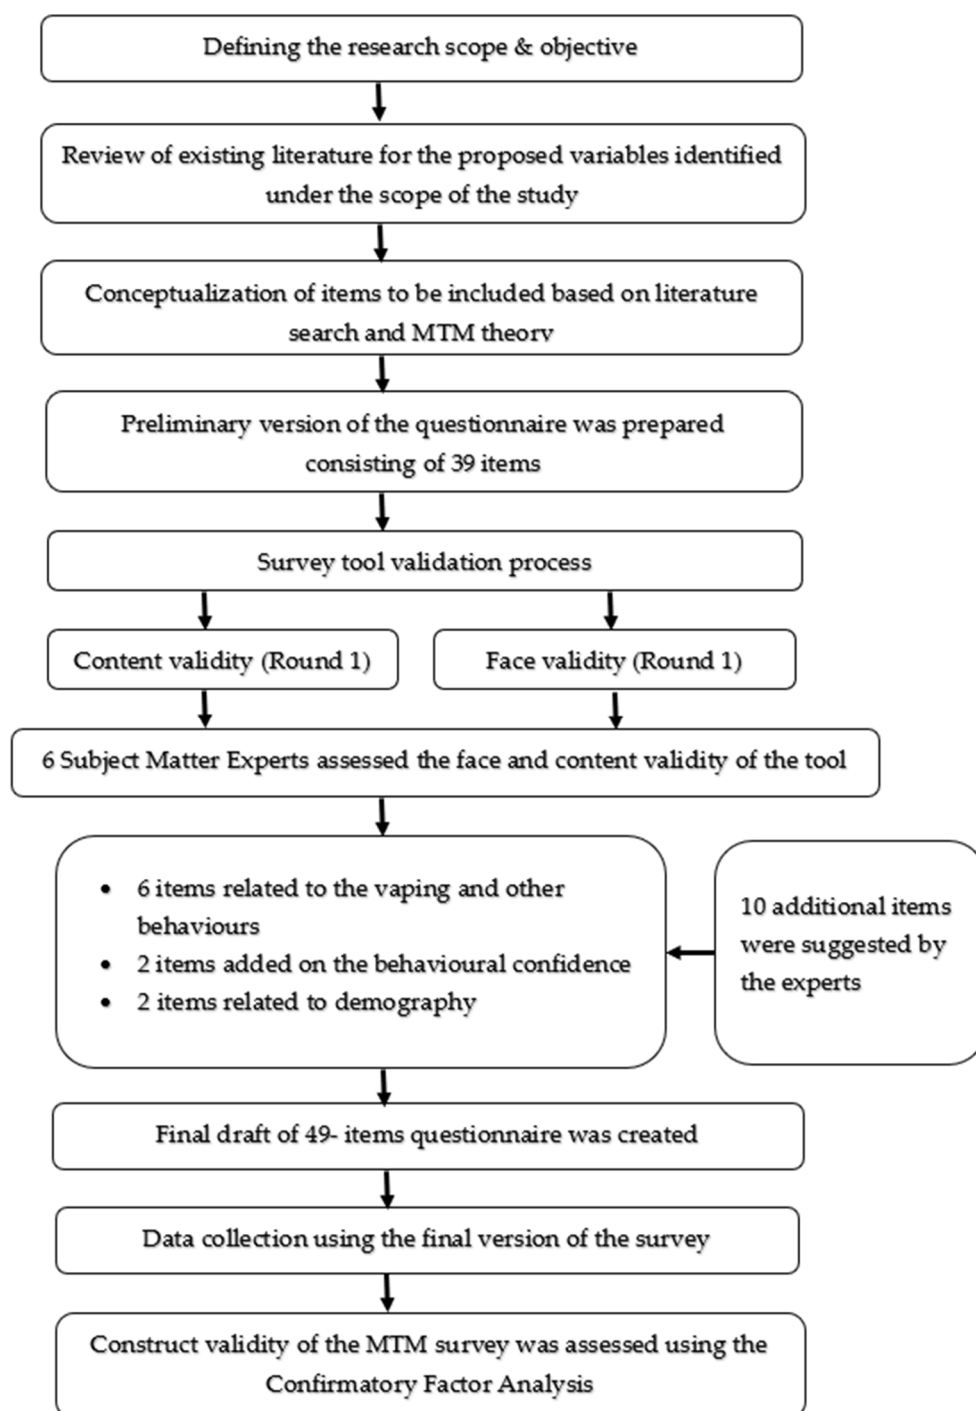 Defining the research scope & objective
Review of existing literature for the proposed variables identified
under the scope of the study
Conceptualization of items to be included based on literature
search and MTM theory
Preliminary version of the questionnaire was prepared
consisting of 39 items
Survey tool validation process
Content validity (Round 1)
Face validity (Round 1)
6 Subject Matter Experts assessed the face and content validity of the tool
• 6 items related to the vaping and other
behaviours
• 2 items added on the behavioural confidence
• 2 items related to demography
10 additional items
were suggested by
the experts
Final draft of 49- items questionnaire was created
Data collection using the final version of the survey
Construct validity of the MTM survey was assessed using the
Confirmatory Factor Analysis